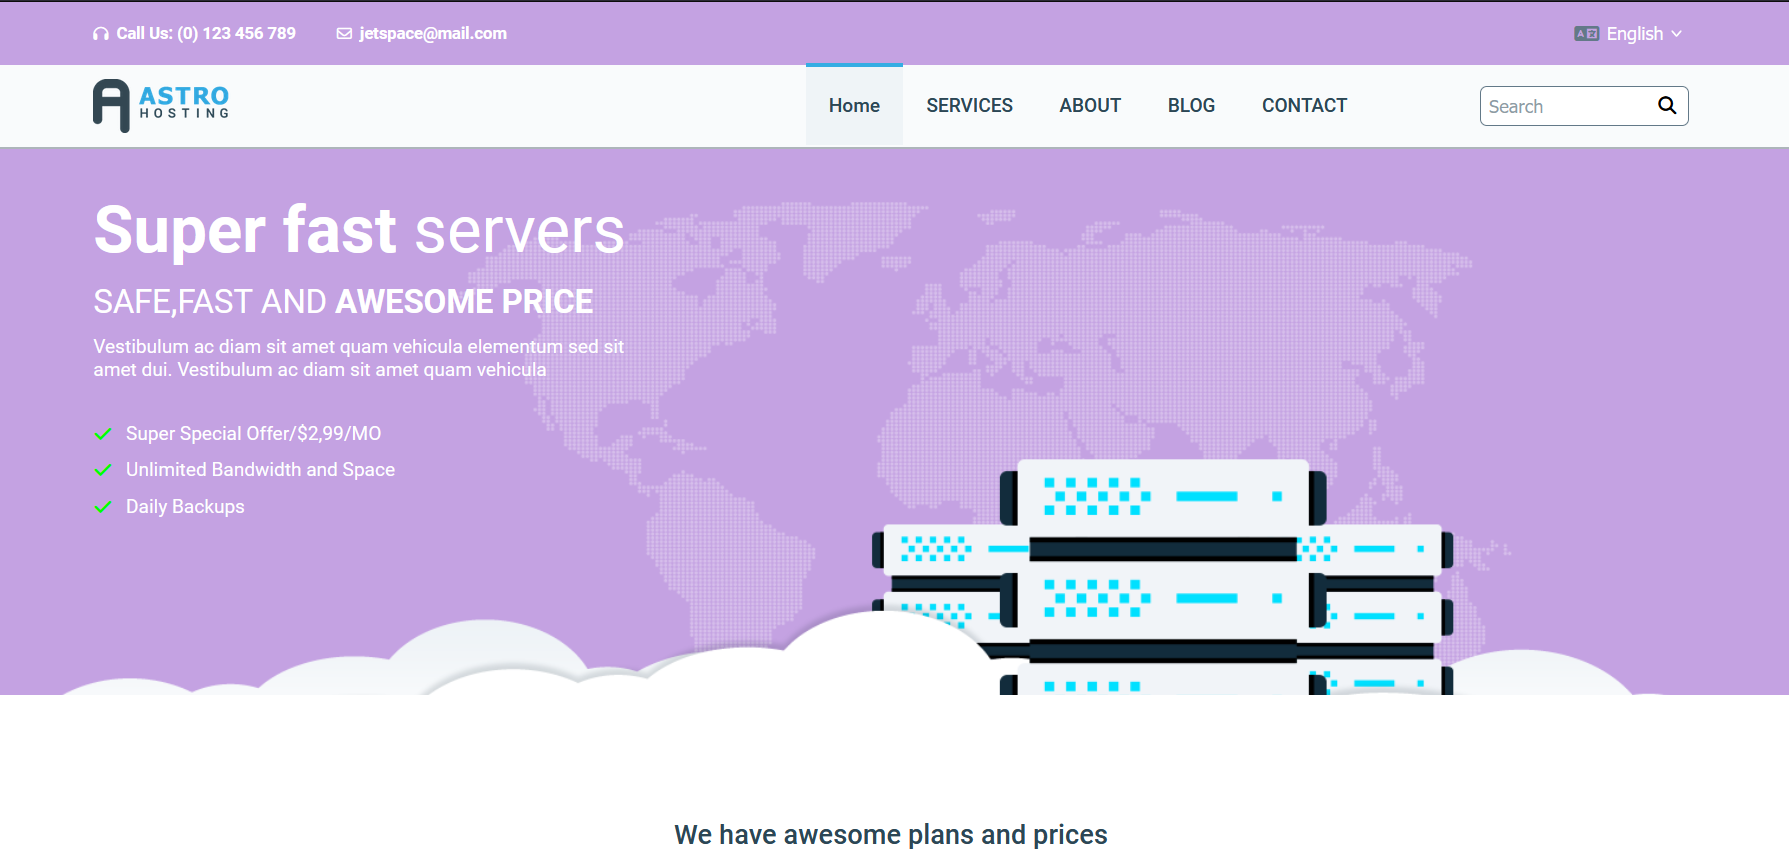 Call Us: (0) 123 456 789
jetspace@mail.com
English
ASTRO
HOSTING
Home
SERVICES
ABOUT
BLOG
CONTACT
Search
Super fast servers
SAFE,FAST AND AWESOME PRICE
Vestibulum ac diam sit amet quam vehicula elementum sed sit
amet dui. Vestibulum ac diam sit amet quam vehicula
Super Special Offer/$2,99/MO
Unlimited Bandwidth and Space
Daily Backups
We have awesome plans and prices